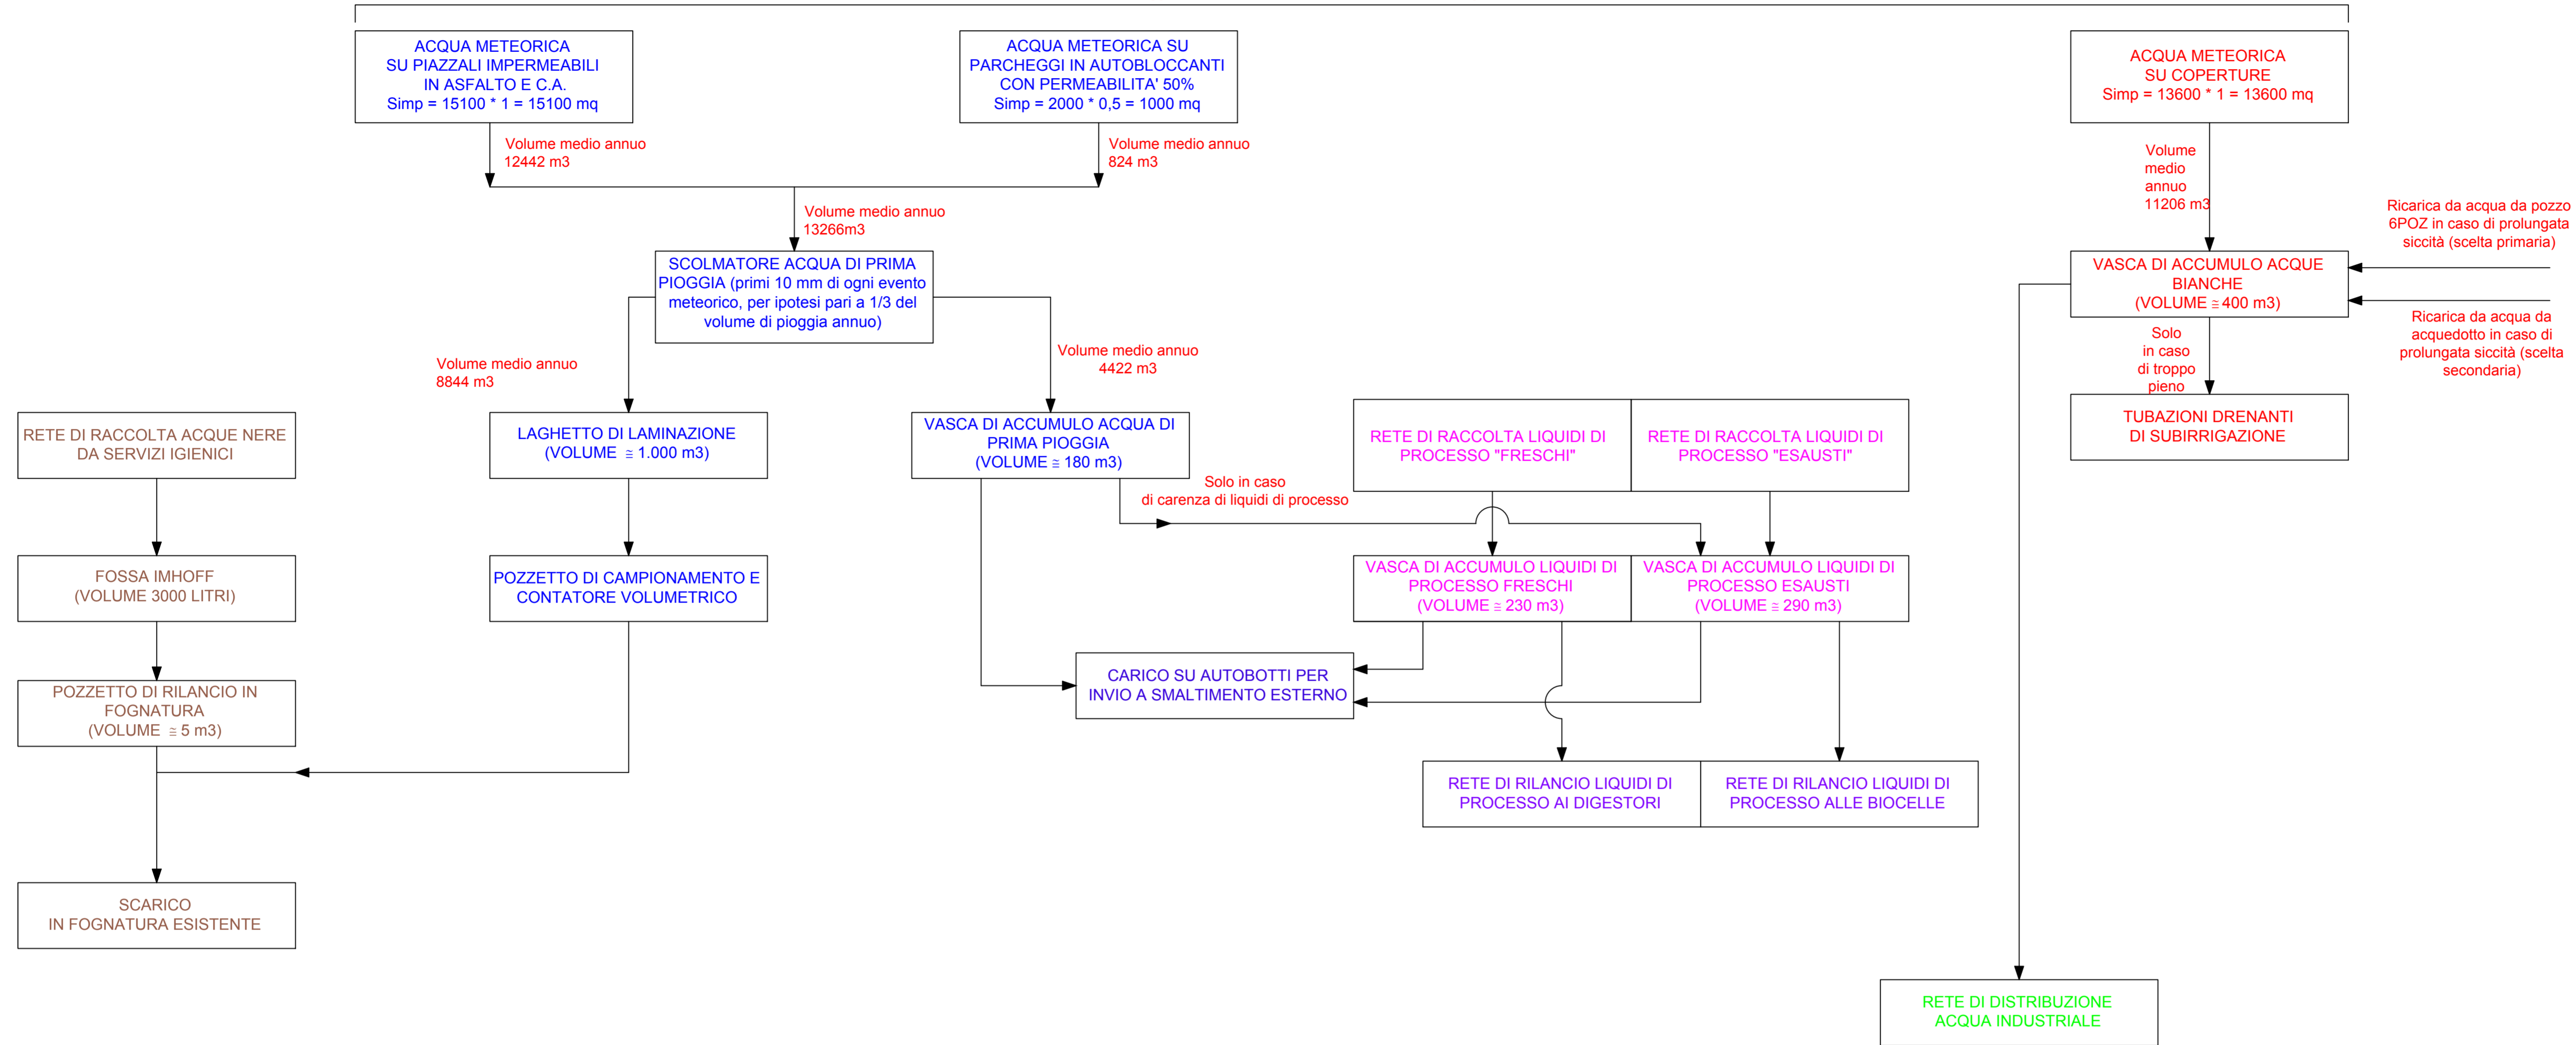 ACQUA METEORICA
SU PIAZZALI IMPERMEABILI
IN ASFALTO E C.A.
Simp = 15100 * 1 = 15100 mq
ACQUA METEORICA SU
PARCHEGGI IN AUTOBLOCCANTI
CON PERMEABILITA' 50%
Simp = 2000 * 0,5 = 1000 mq
ACQUA METEORICA
SU COPERTURE
Simp = 13600 * 1 = 13600 mq
Volume medio annuo
12442 m3
Volume medio annuo
824 m3
Volume
medio
annuo
11206 m3
Volume medio annuo
13266m3
Ricarica da acqua da pozzo
6POZ in caso di prolungata
siccità (scelta primaria)
SCOLMATORE ACQUA DI PRIMA
PIOGGIA (primi 10 mm di ogni evento
meteorico, per ipotesi pari a 1/3 del
volume di pioggia annuo)
VASCA DI ACCUMULO ACQUE
BIANCHE
(VOLUME ≅ 400 m3)
Ricarica da acqua da
acquedotto in caso di
prolungata siccità (scelta
secondaria)
Solo
in caso
di troppo
pieno
Volume medio annuo
8844 m3
Volume medio annuo
4422 m3
RETE DI RACCOLTA ACQUE NERE
DA SERVIZI IGIENICI
LAGHETTO DI LAMINAZIONE
(VOLUME ≅ 1.000 m3)
VASCA DI ACCUMULO ACQUA DI
PRIMA PIOGGIA
(VOLUME ≅ 180 m3)
RETE DI RACCOLTA LIQUIDI DI
PROCESSO "FRESCHI"
RETE DI RACCOLTA LIQUIDI DI
PROCESSO "ESAUSTI"
TUBAZIONI DRENANTI
DI SUBIRRIGAZIONE
Solo in caso
di carenza di liquidi di processo
FOSSA IMHOFF
(VOLUME 3000 LITRI)
POZZETTO DI CAMPIONAMENTO E
CONTATORE VOLUMETRICO
VASCA DI ACCUMULO LIQUIDI DI
PROCESSO FRESCHI
(VOLUME ≅ 230 m3)
VASCA DI ACCUMULO LIQUIDI DI
PROCESSO ESAUSTI
(VOLUME ≅ 290 m3)
POZZETTO DI RILANCIO IN
FOGNATURA
(VOLUME ≅ 5 m3)
CARICO SU AUTOBOTTI PER
INVIO A SMALTIMENTO ESTERNO
RETE DI RILANCIO LIQUIDI DI
PROCESSO AI DIGESTORI
RETE DI RILANCIO LIQUIDI DI
PROCESSO ALLE BIOCELLE
SCARICO
IN FOGNATURA ESISTENTE
RETE DI DISTRIBUZIONE
ACQUA INDUSTRIALE